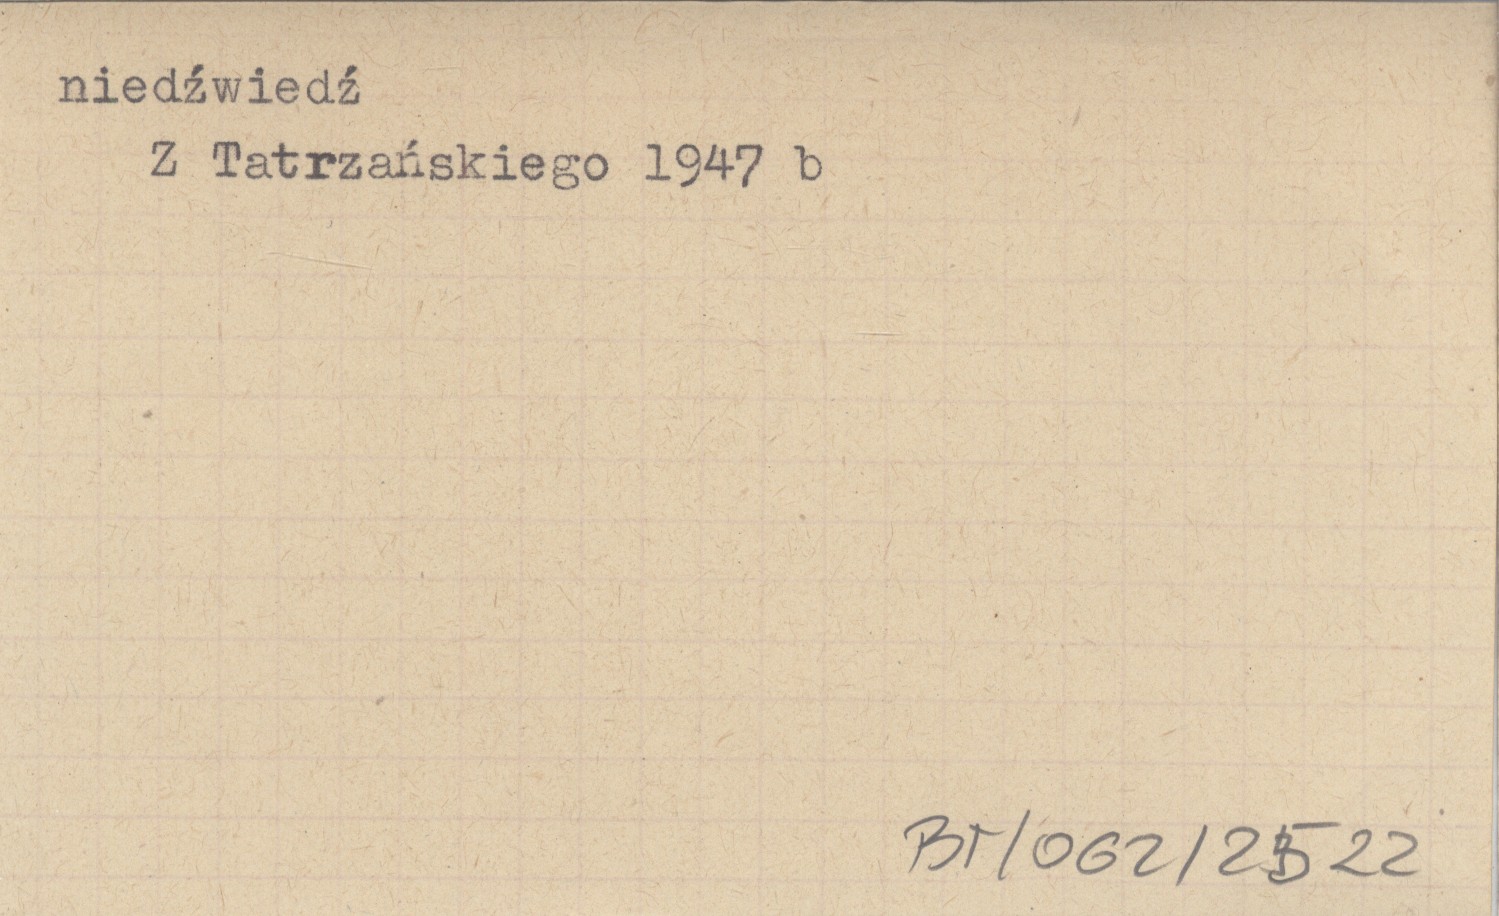 niedźwiedź
Z Tatrzańskiego 1947 b
BT/062/2522